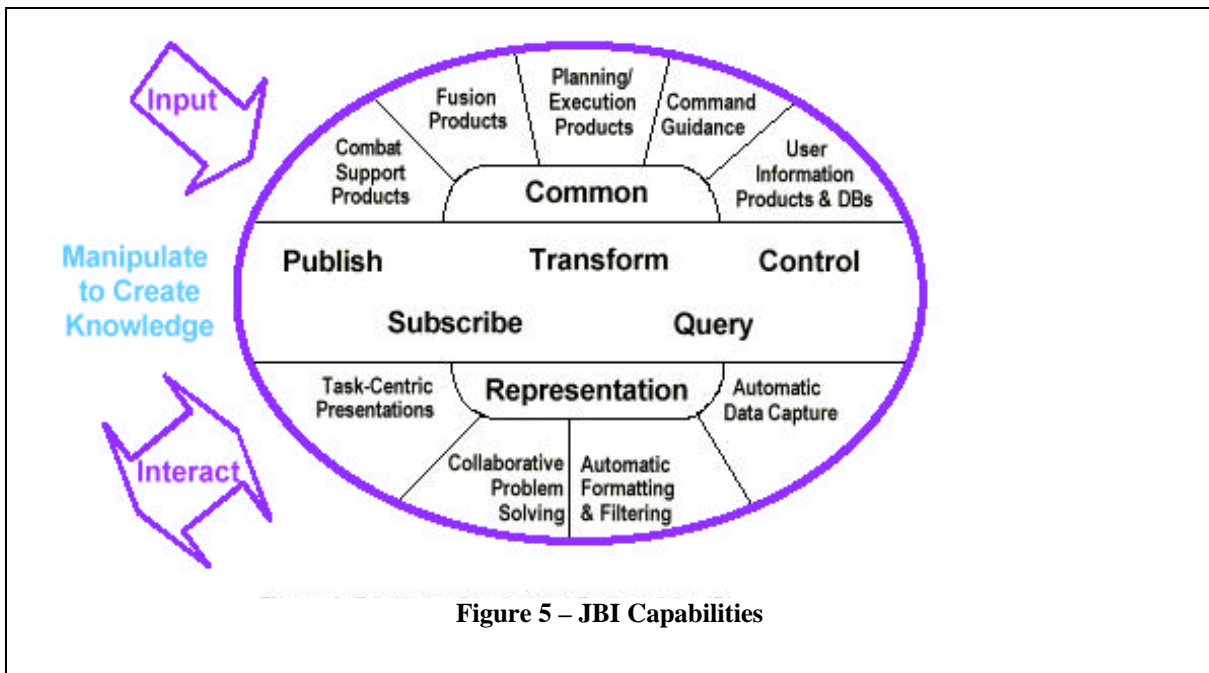 Input
Combat
Support
Products
Fusion
Products
Planning/
Execution
Products
Command
Guidance
User
Information
Products & DBs
Common
Manipulate
to Create
Knowledge
Publish Transform Control
Subscribe Query
Interact
Task-Centric
Presentations
Representation
Automatic
Data Capture
Collaborative
Problem
Solving
Automatic
Formatting
& Filtering
Figure 5 – JBI Capabilities